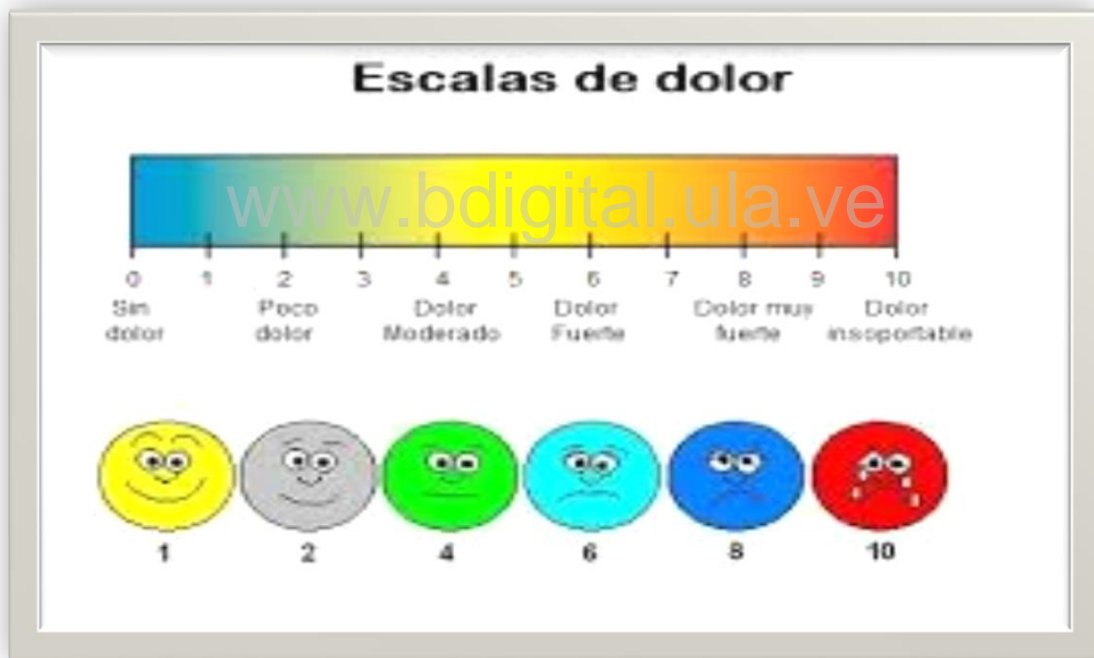 Escalas de dolor
www.bdigital.ula.ve
0 1 2 3 4 5 6 7 8 9 10
Sin dolor
Poco dolor
Dolor Moderado
Dolor Fuerte
Dolor muy fuerte
Dolor insoportable
1 2 4 6 8 10